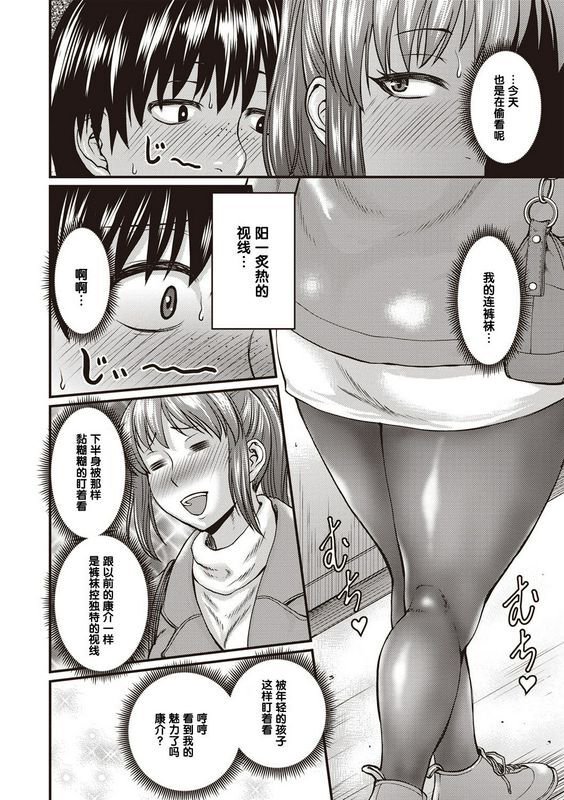 …今天
也是在
偷看呢
じ〜〜
我的连裤袜…
阳一炙热的
视线…
啊啊…
じぃ〜〜
むち♡
むち♡
下半身被那样
黏糊糊的盯着看
跟以前的康介一样
是裤袜控独特的视线
被年轻的孩子
这样盯着看
哼哼
看到我的
魅力了吗
康介?